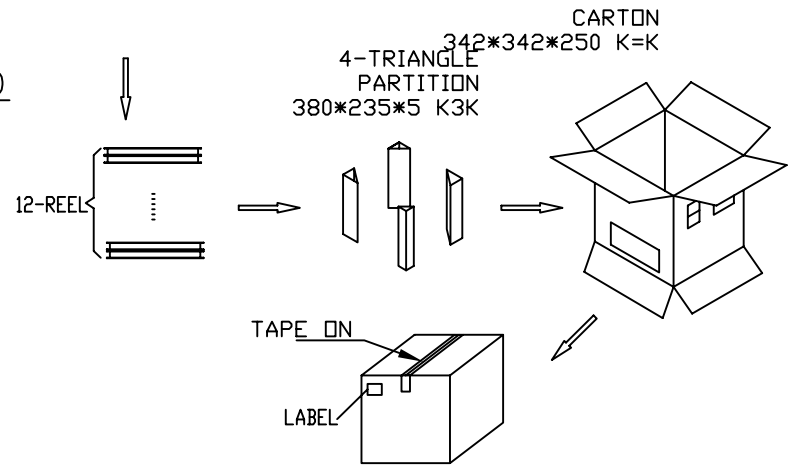 CARTON
342*342*250 K=K
4-TRIANGLE
PARTITION
380*235*5 K3K
)
12-REEL
TAPE ON
LABEL